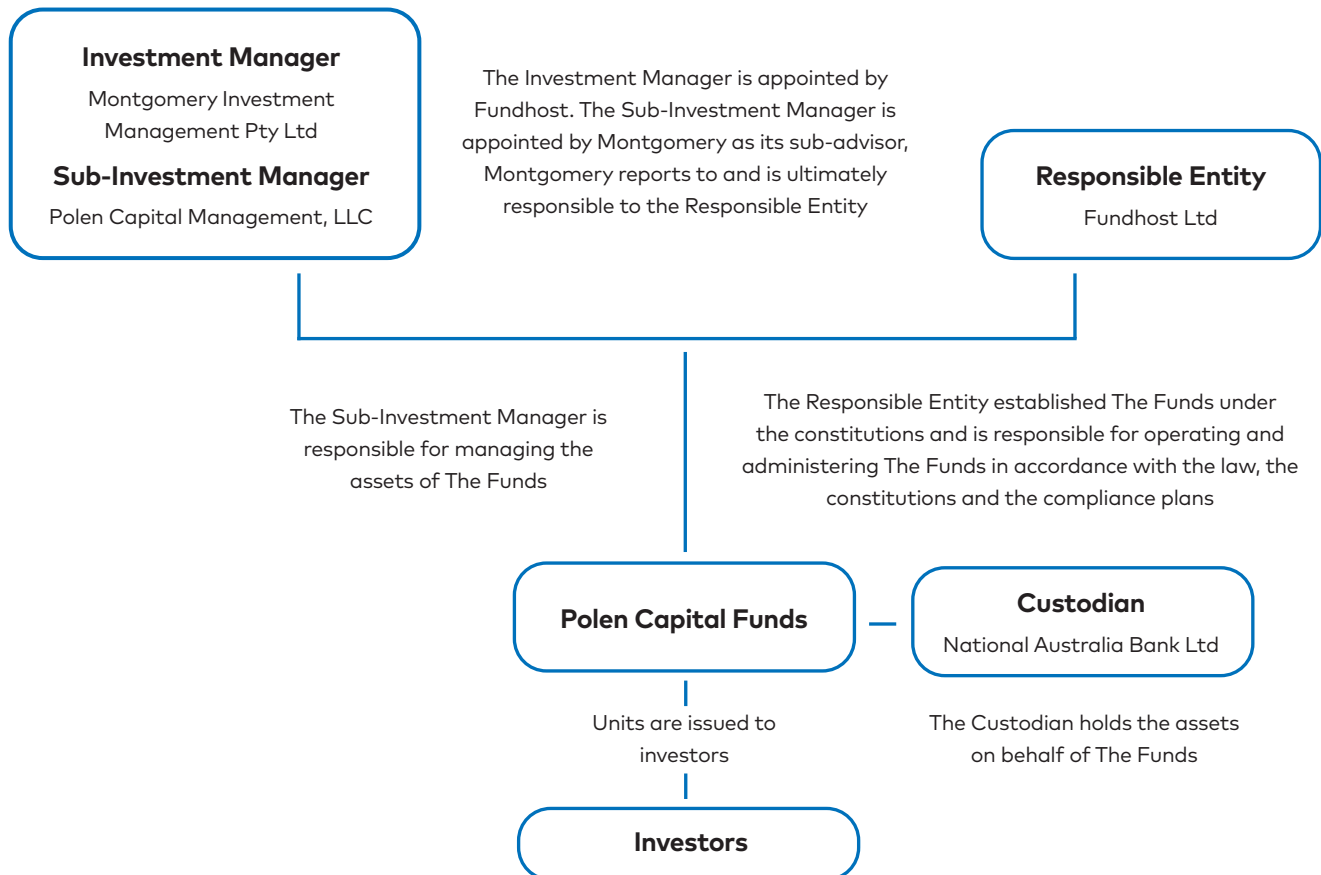 Investment Manager
Montgomery Investment
Management Pty Ltd
Sub-Investment Manager
Polen Capital Management, LLC
The Investment Manager is appointed by
Fundhost. The Sub-Investment Manager is
appointed by Montgomery as its sub-advisor,
Montgomery reports to and is ultimately
responsible to the Responsible Entity
Responsible Entity
Fundhost Ltd
The Sub-Investment Manager is
responsible for managing the
assets of The Funds
The Responsible Entity established The Funds under
the constitutions and is responsible for operating and
administering The Funds in accordance with the law, the
constitutions and the compliance plans
Polen Capital Funds
Custodian
National Australia Bank Ltd
Units are issued to
investors
The Custodian holds the assets
on behalf of The Funds
Investors